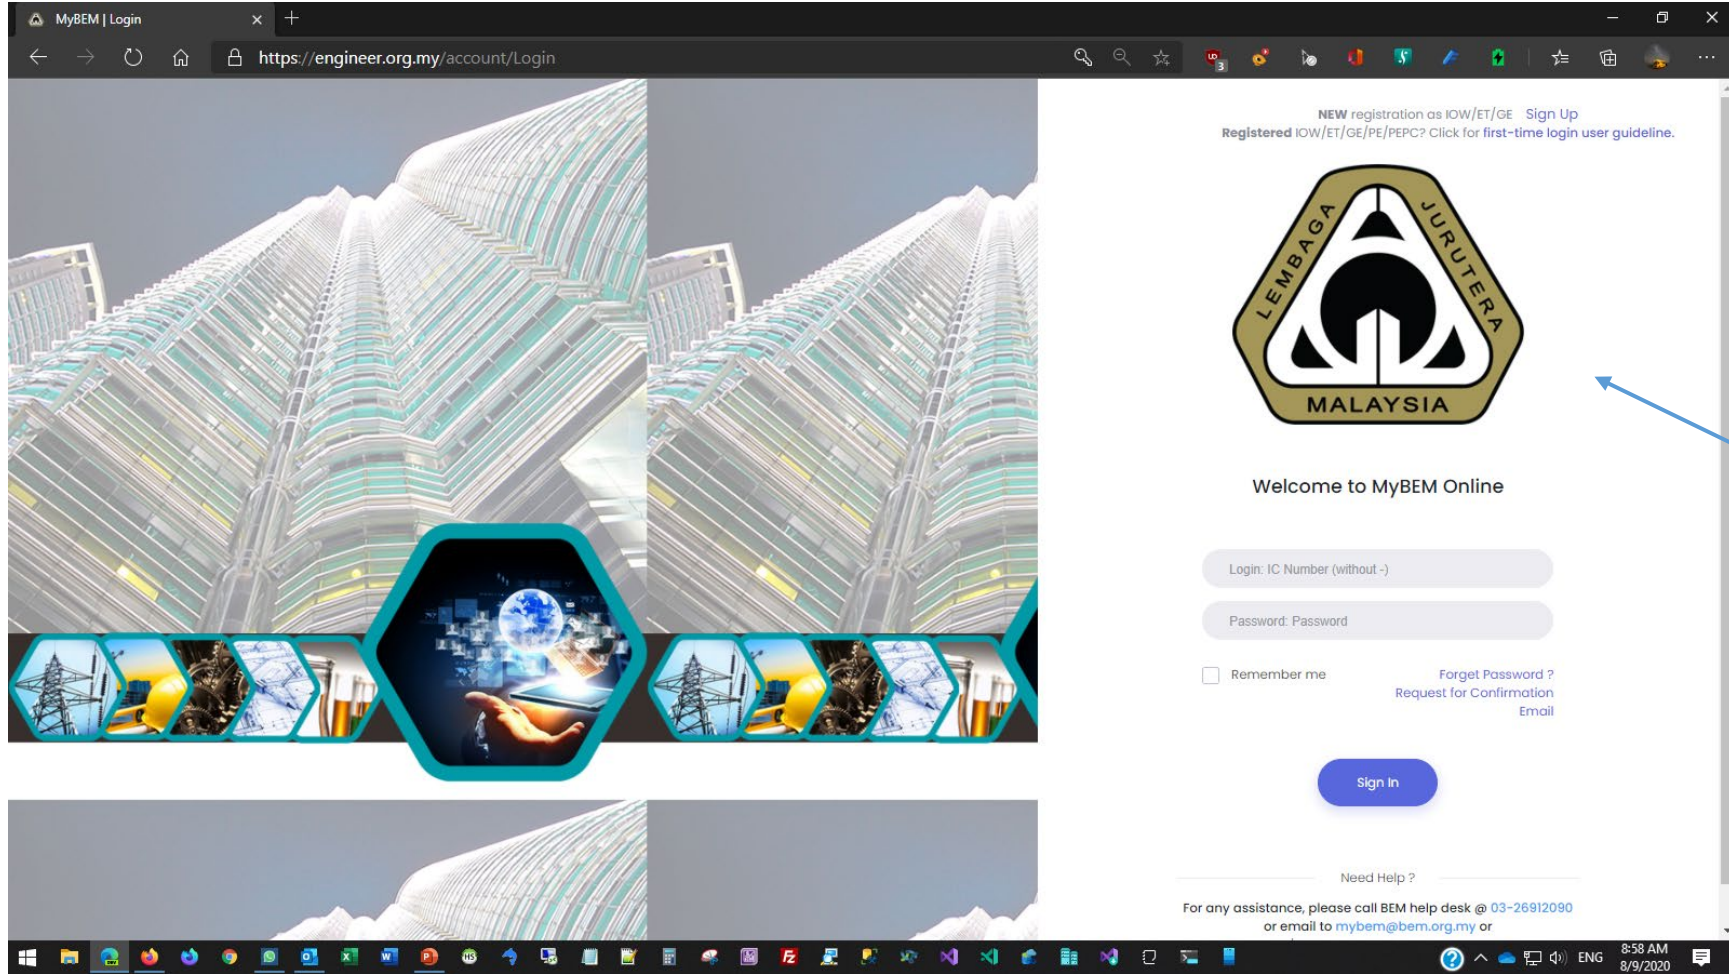 MyBEM | Login
https://engineer.org.my/account/Login
3
NEW registration as IOW/ET/GE Sign Up
Registered IOW/ET/GE/PE/PEPC? Click for first-time login user guideline.
LEMBAGA JURUTERA
MALAYSIA
Welcome to MyBEM Online
Login: IC Number (without -)
Password: Password
Remember me
Forget Password ?
Request for Confirmation
Email
Sign In
Need Help ?
For any assistance, please call BEM help desk @ 03-26912090
or email to mybem@bem.org.my or
8:58 AM
ENG
8/9/2020